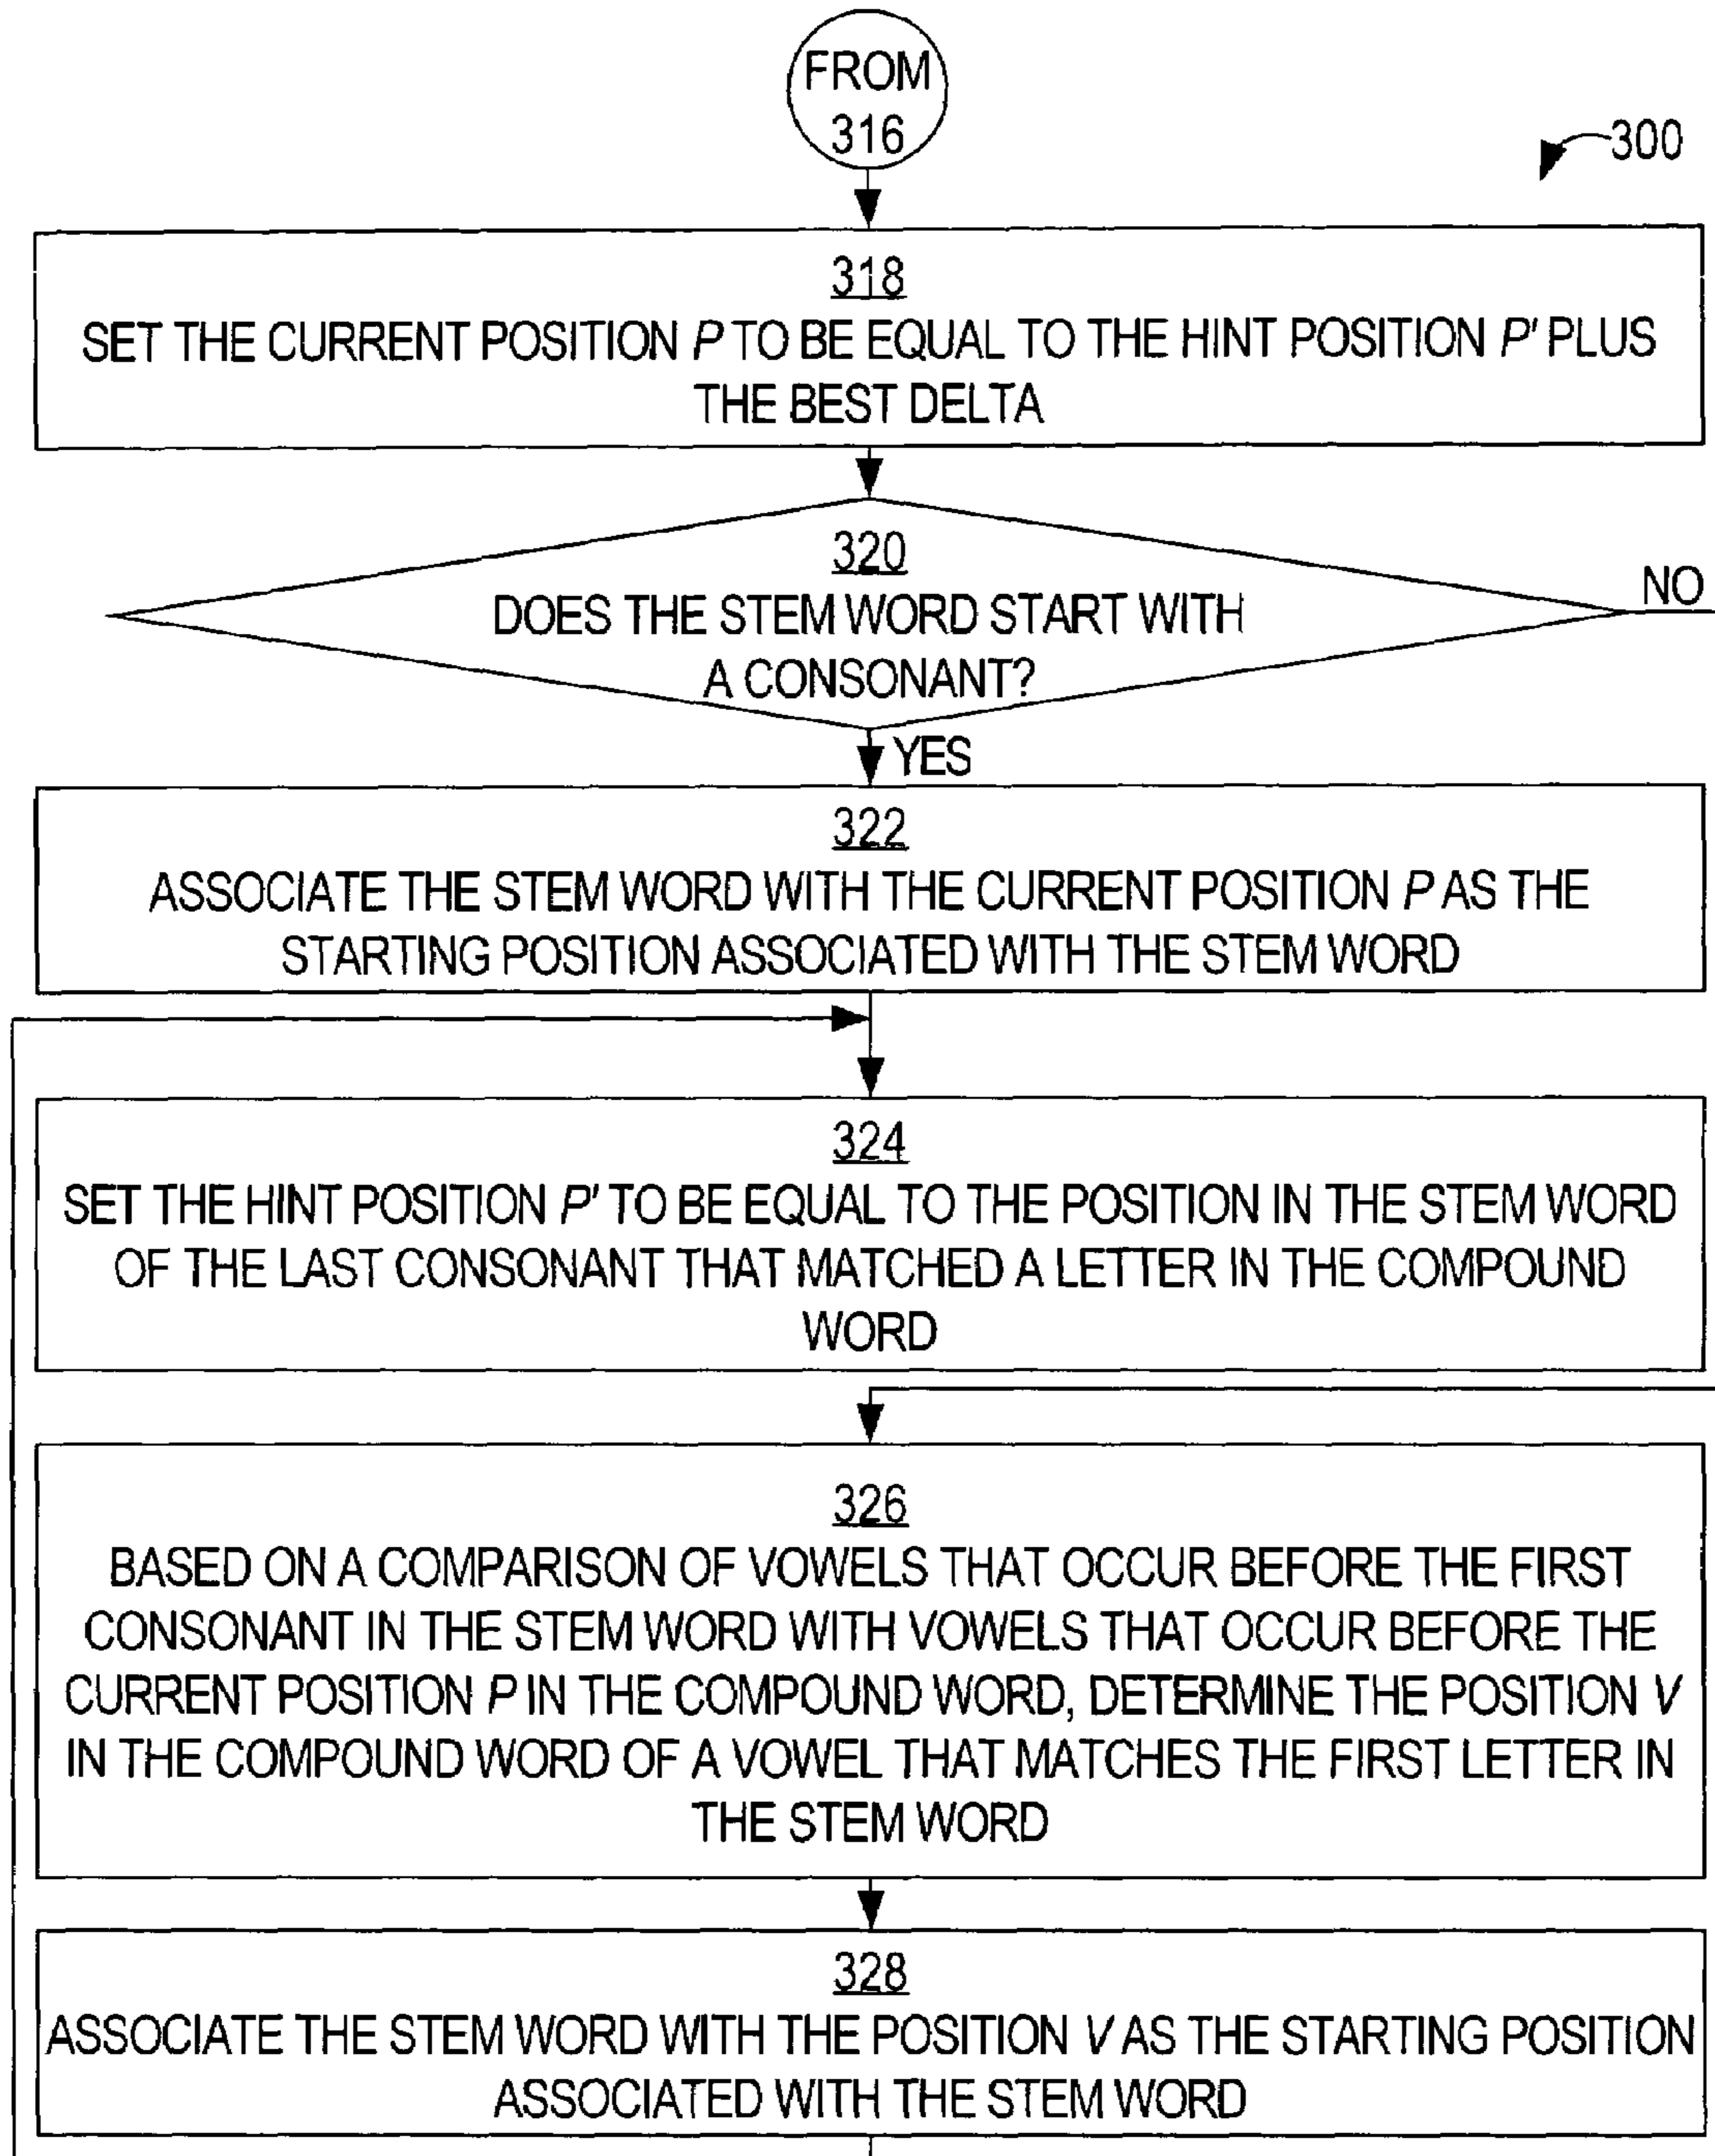 FROM
316
300
318
SET THE CURRENT POSITION P TO BE EQUAL TO THE HINT POSITION P' PLUS
THE BEST DELTA
320
DOES THE STEM WORD START WITH
A CONSONANT?
NO
YES
322
ASSOCIATE THE STEM WORD WITH THE CURRENT POSITION P AS THE
STARTING POSITION ASSOCIATED WITH THE STEM WORD
324
SET THE HINT POSITION P' TO BE EQUAL TO THE POSITION IN THE STEM WORD
OF THE LAST CONSONANT THAT MATCHED A LETTER IN THE COMPOUND
WORD
326
BASED ON A COMPARISON OF VOWELS THAT OCCUR BEFORE THE FIRST
CONSONANT IN THE STEM WORD WITH VOWELS THAT OCCUR BEFORE THE
CURRENT POSITION P IN THE COMPOUND WORD, DETERMINE THE POSITION V
IN THE COMPOUND WORD OF A VOWEL THAT MATCHES THE FIRST LETTER IN
THE STEM WORD
328
ASSOCIATE THE STEM WORD WITH THE POSITION V AS THE STARTING POSITION
ASSOCIATED WITH THE STEM WORD